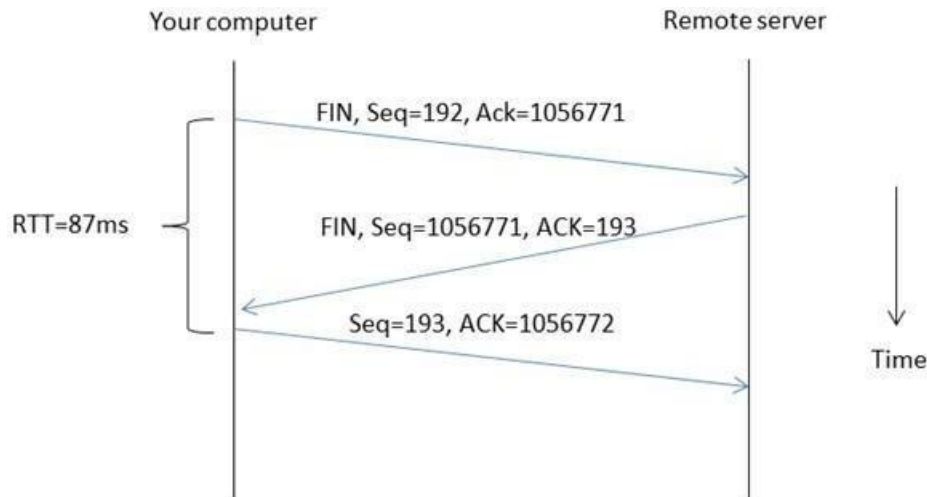 Your computer
Remote server
FIN, Seq=192, Ack=1056771
RTT=87ms
FIN, Seq=1056771, ACK=193
Seq=193, ACK=1056772
Time